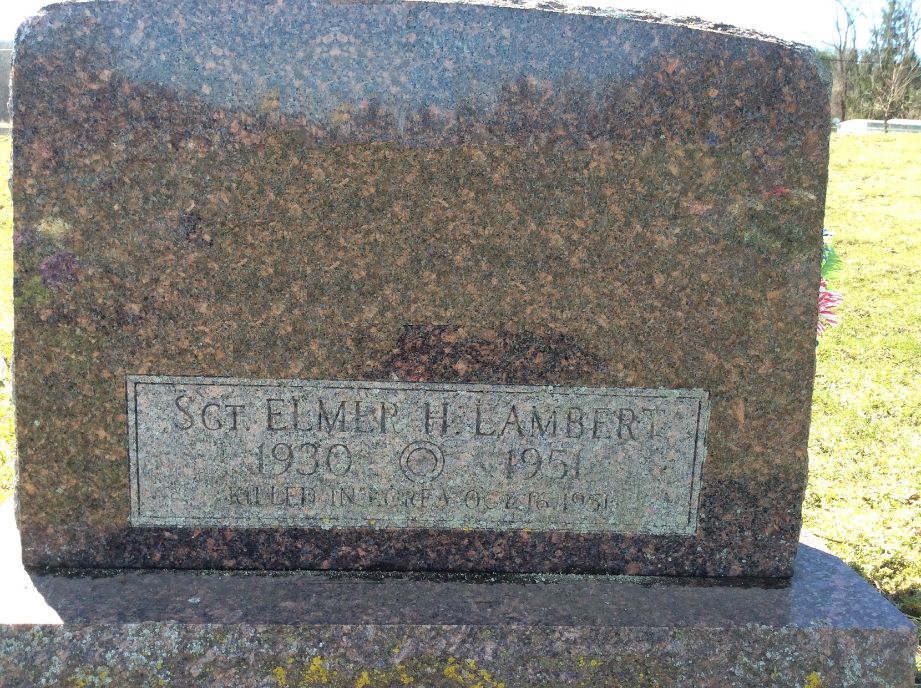 SGT. ELMER H. LAMBERT
1930 1951
KILLED IN KOREA OCT. 16, 1951